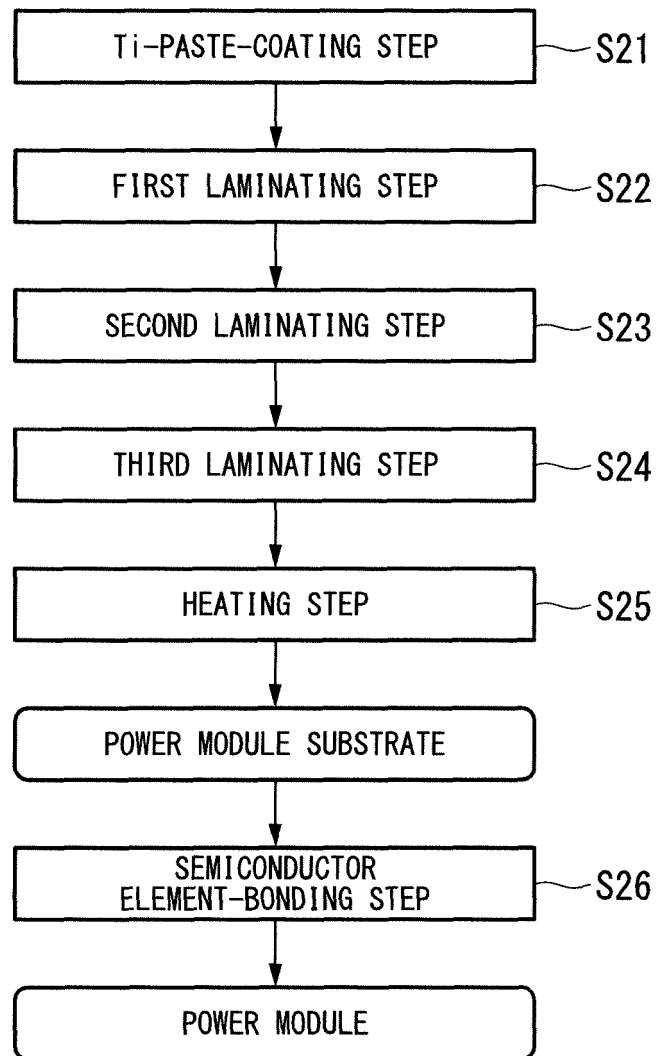 Ti-PASTE-COATING STEP
S21
FIRST LAMINATING STEP
S22
SECOND LAMINATING STEP
S23
THIRD LAMINATING STEP
S24
HEATING STEP
S25
POWER MODULE SUBSTRATE
SEMICONDUCTOR
ELEMENT-BONDING STEP
S26
POWER MODULE